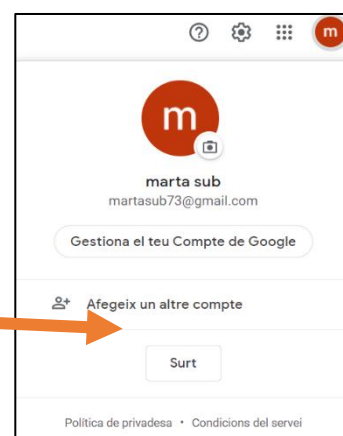 m
m
marta sub
martasub73@gmail.com
Gestiona el teu Compte de Google
Afegeix un altre compte
Surt
Política de privadesa • Condicions del servei